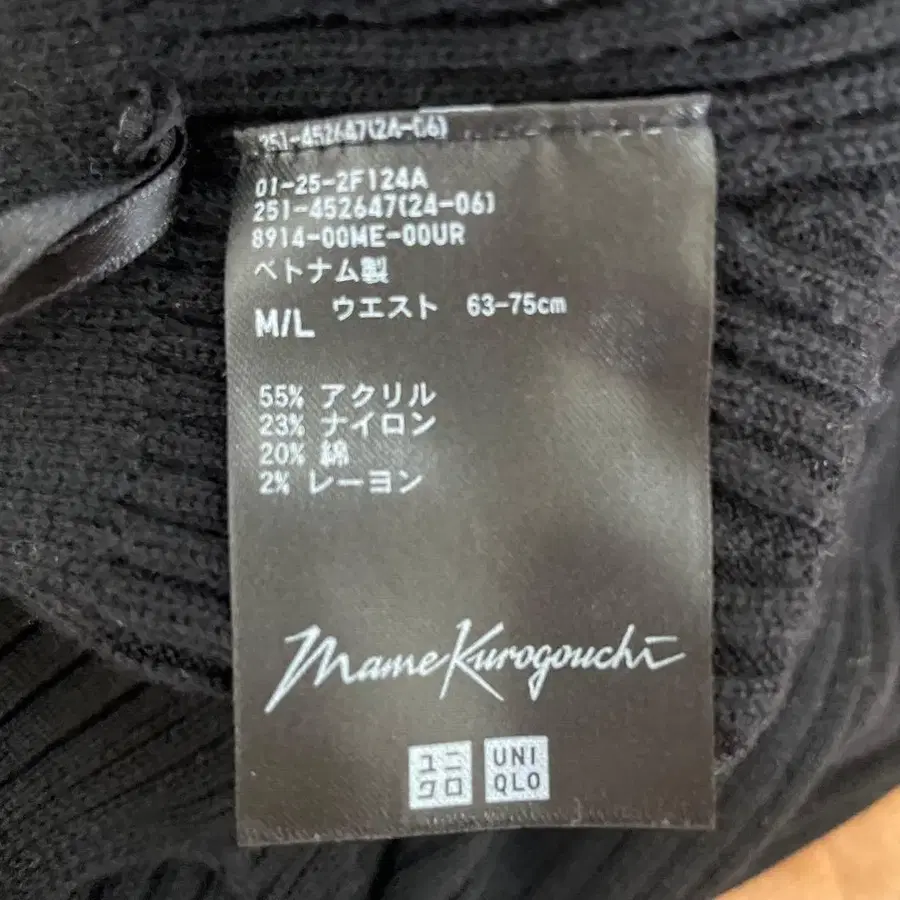 251-452647(2A-06)
01-25-2F124A
251-452647(24-06)
8914-00ME-00UR
ベトナム製
M/L ウエスト 63-75cm
55% アクリル
23% ナイロン
20% 綿
2% レーヨン
Mame Kurogouchi
ユニ UNI
クロ QLO